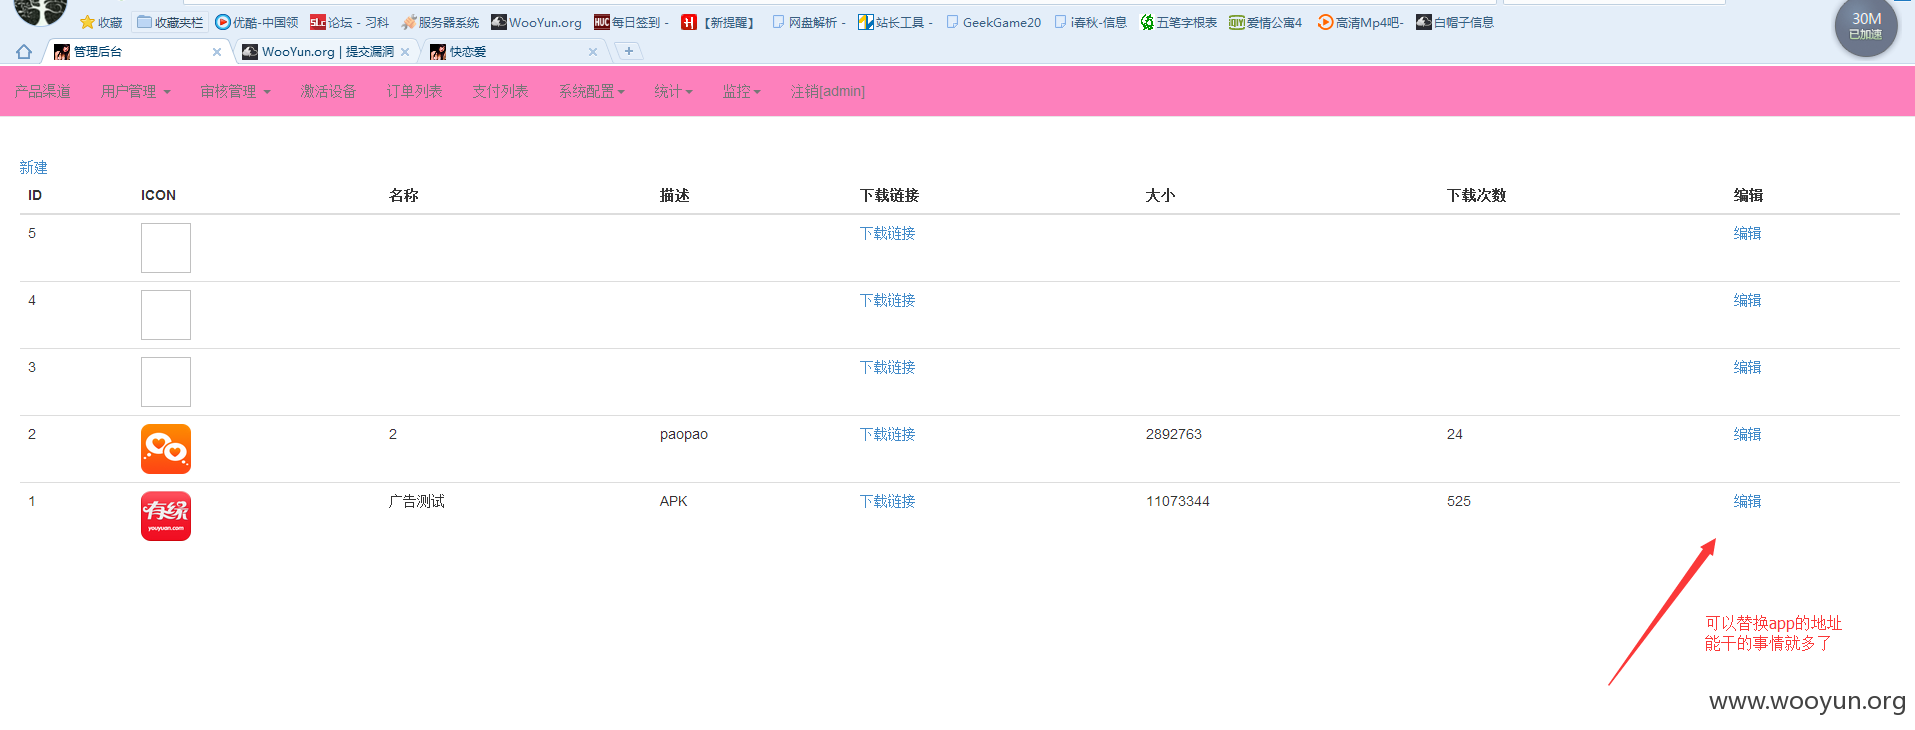 30M
已加速
收藏 收藏夹栏 优酷-中国领 SLC 论坛 - 习科 服务器系统 WooYun.org HUC 每日签到 - H 【新提醒】 网盘解析 - 站长工具 - GeekGame20 i春秋-信息 五笔字根表 iQIYI 爱情公寓4 高清Mp4吧- 白帽子信息
管理后台 WooYun.org | 提交漏洞 快恋爱
产品渠道 用户管理 审核管理 激活设备 订单列表 支付列表 系统配置 统计 监控 注销[admin]
新建
ID ICON 名称 描述 下载链接 大小 下载次数 编辑
5 下载链接 编辑
4 下载链接 编辑
3 下载链接 编辑
2 2 paopao 下载链接 2892763 24 编辑
1 有缘 youyuan.com 广告测试 APK 下载链接 11073344 525 编辑
可以替换app的地址
能干的事情就多了
www.wooyun.org